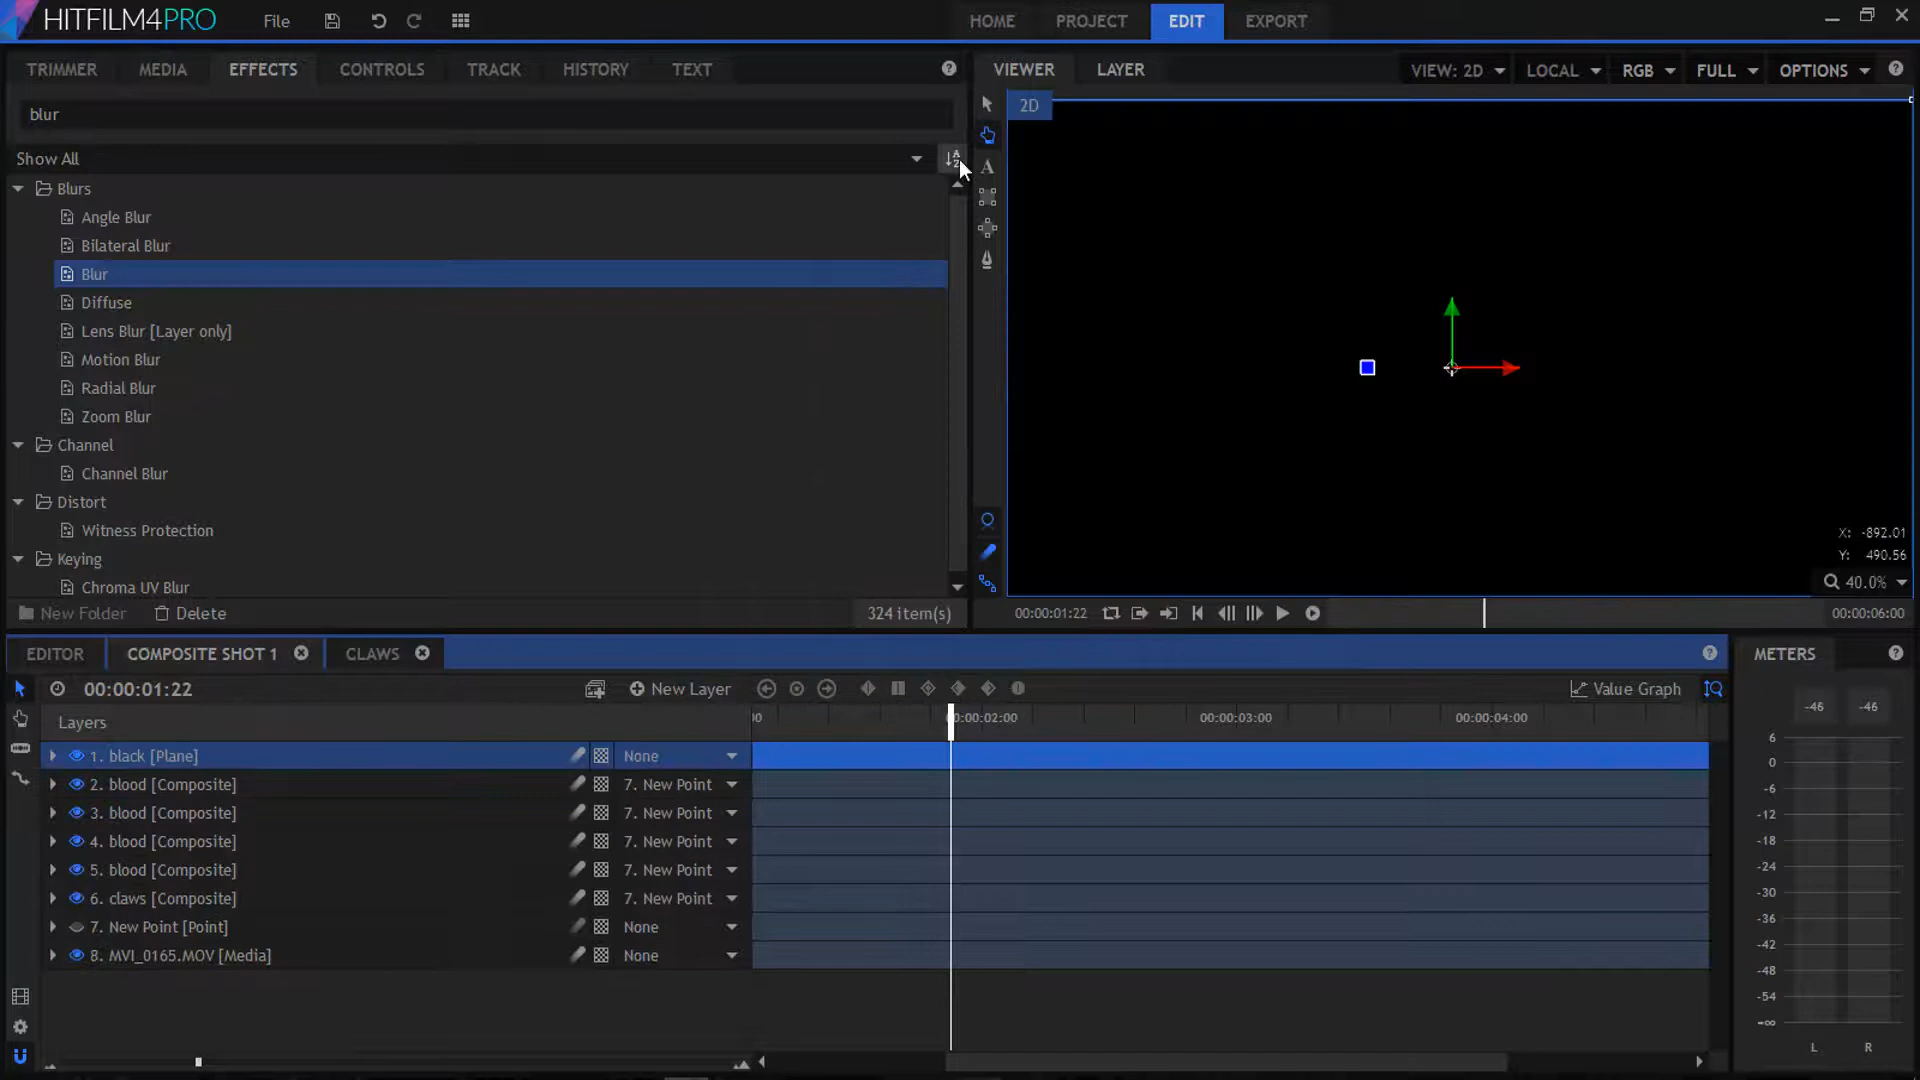 HITFILM4PRO File HOME PROJECT EDIT EXPORT
TRIMMER MEDIA EFFECTS CONTROLS TRACK HISTORY TEXT
VIEWER LAYER VIEW: 2D LOCAL RGB FULL OPTIONS
blur
2D
Show All
Blurs
Angle Blur
Bilateral Blur
Blur
Diffuse
Lens Blur [Layer only]
Motion Blur
Radial Blur
Zoom Blur
Channel
Channel Blur
Distort
Witness Protection
Keying
Chroma UV Blur
New Folder Delete 324 item(s)
X: -892.01
Y: 490.56
40.0%
00:00:01:22 00:00:06:00
EDITOR COMPOSITE SHOT 1 CLAWS
METERS
00:00:01:22 New Layer Value Graph
Layers
00 00:00:02:00 00:00:03:00 00:00:04:00
1. black [Plane] None
2. blood [Composite] 7. New Point
3. blood [Composite] 7. New Point
4. blood [Composite] 7. New Point
5. blood [Composite] 7. New Point
6. claws [Composite] 7. New Point
7. New Point [Point] None
8. MVI_0165.MOV [Media] None
-46 -46
6
0
-6
-12
-18
-24
-30
-36
-42
-48
-54
-∞
L R